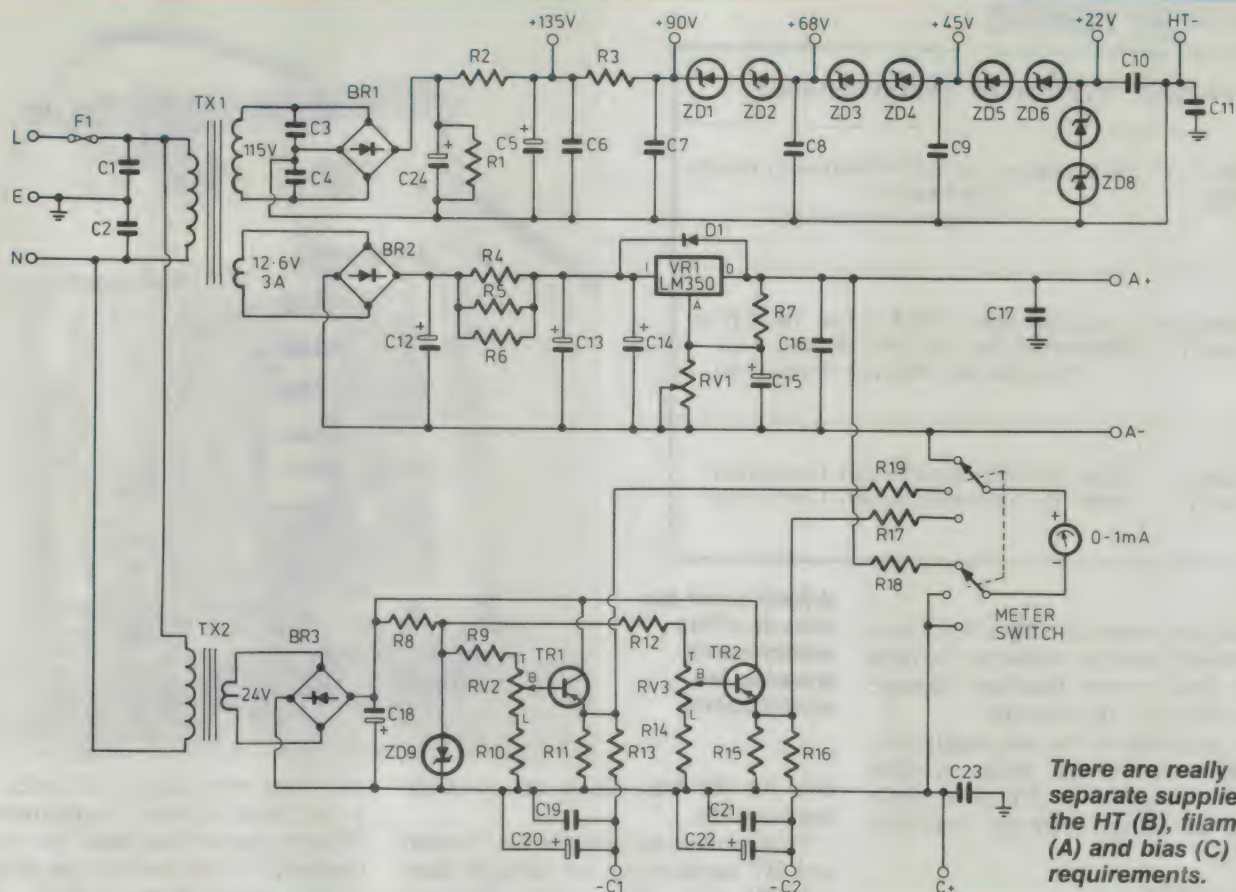 +135V
+90V
+68V
+45V
+22V
HT-
R2
R3
C10
TX1
BR1
F1
L
C3
115V
C4
C1
E
C2
N
C24
R1
C5
C6
C7
ZD1
ZD2
C8
ZD3
ZD4
C9
ZD5
ZD6
ZD8
C11
12·6V
3A
BR2
D1
R4
R5
R6
I
VR1
LM350
O
A
R7
C12
C13
C14
RV1
C15
C16
C17
A+
A-
R19
R17
R18
0-1mA
METER
SWITCH
TX2
BR3
24V
C18
R8
R9
R12
T
B
L
RV2
TR1
T
B
L
RV3
TR2
ZD9
R10
R11
R13
R14
R15
R16
C19
C20
C21
C22
C23
-C1
-C2
C+
There are really
separate supplie
the HT (B), filam
(A) and bias (C)
requirements.